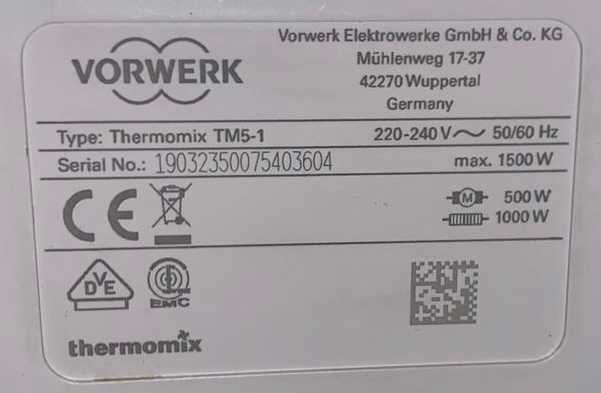 VORWERK
Vorwerk Elektrowerke GmbH & Co. KG
Mühlenweg 17-37
42270 Wuppertal
Germany
Type: Thermomix TM5-1 220-240 V ~ 50/60 Hz
Serial No.: 19032350075403604 max. 1500 W
CE
M 500 W
1000 W
DVE
EMC
thermomix